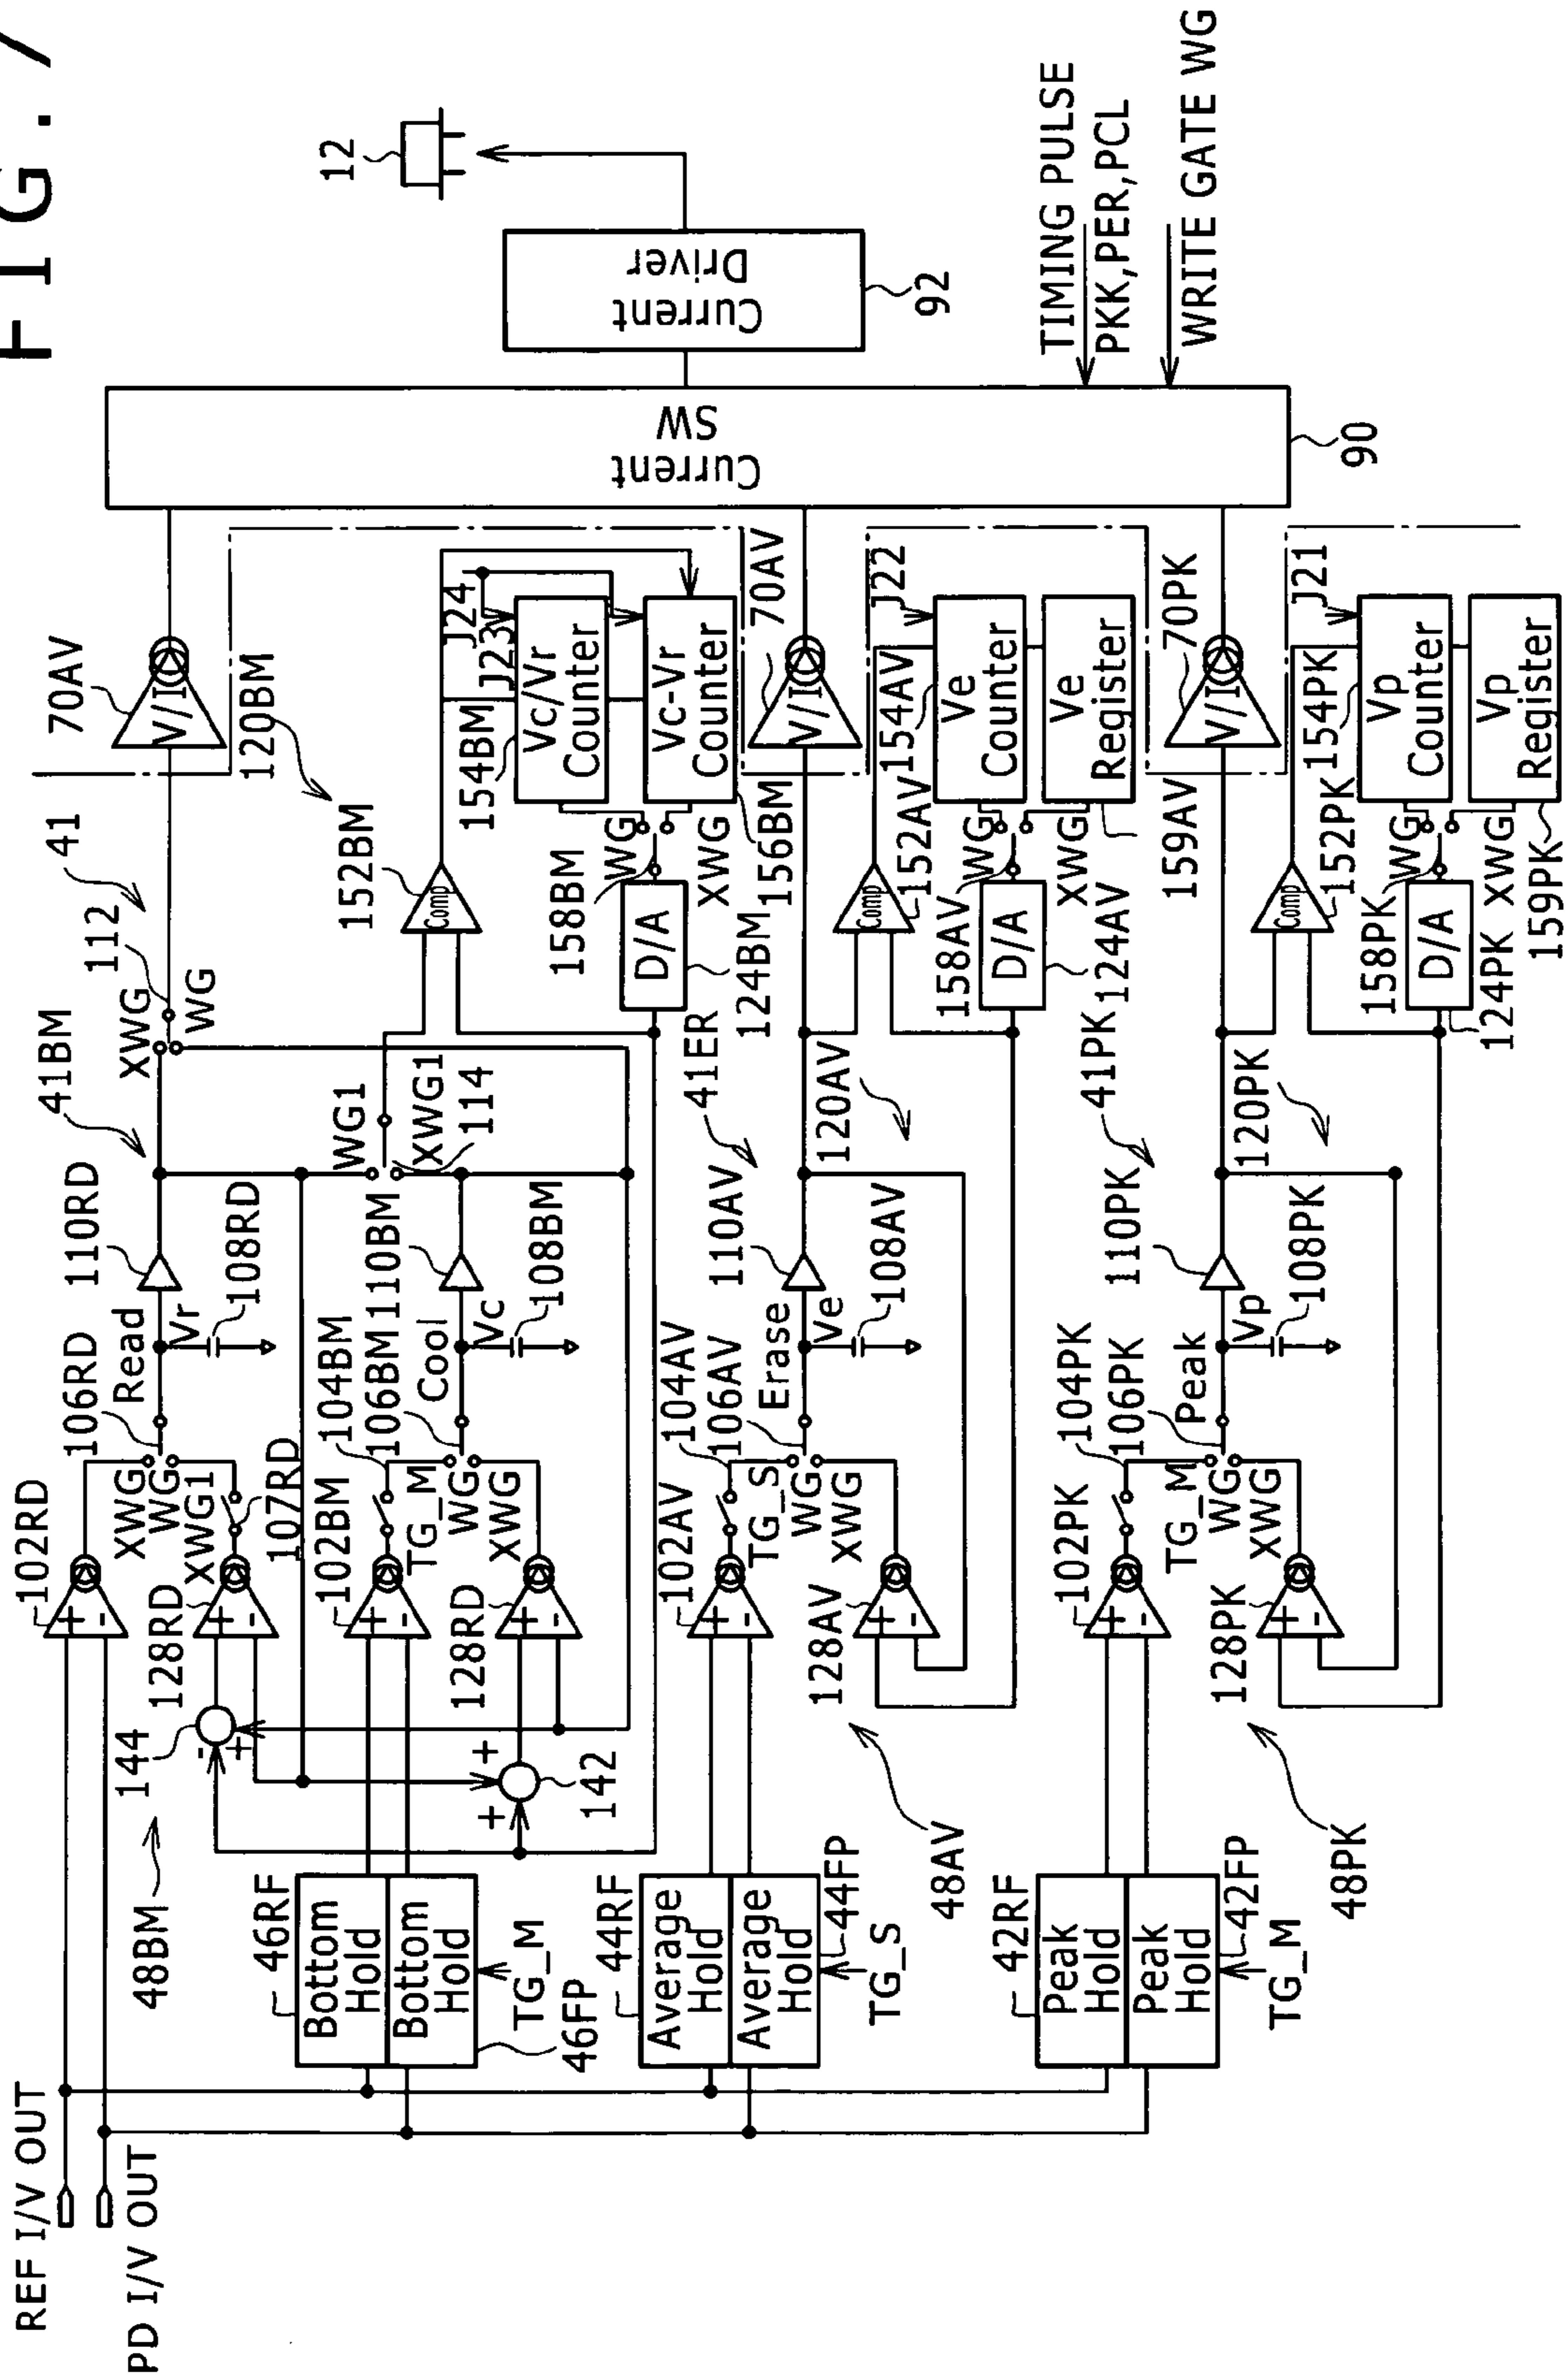 FIG. 7
REF I/V OUT
PD I/V OUT
48BM
144
142
46RF
Bottom
Hold
Bottom
Hold
TG_M
46FP
44RF
Average
Hold
Average
Hold
44FP
TG_S
48AV
42RF
Peak
Hold
Peak
Hold
42FP
TG_M
48PK
102RD
+
-
128RD
+
-
XWG
WG
XWG1
107RD
106RD
Read
Vr
108RD
110RD
41BM
102BM
+
-
104BM
TG_M
WG
XWG
106BM
Cool
Vc
108BM
110BM
128RD
+
-
-
+
+
+
WG1
XWG1
114
XWG
WG
112
41
70AV
V/I
120BM
152BM
Comp
154BM
J23
J24
Vc/Vr
Counter
Vc-Vr
Counter
156BM
158BM
WG
XWG
D/A
124BM
102AV
+
-
104AV
TG_S
WG
XWG
106AV
Erase
Ve
108AV
110AV
128AV
+
-
41ER
120AV
70AV
V/I
152AV
Comp
154AV
J22
Ve
Counter
Ve
Register
159AV
158AV
WG
XWG
D/A
124AV
102PK
+
-
104PK
TG_M
WG
XWG
106PK
Peak
Vp
108PK
110PK
128PK
+
-
41PK
120PK
70PK
V/I
152PK
Comp
154PK
J21
Vp
Counter
Vp
Register
159PK
158PK
WG
XWG
D/A
124PK
Current
SW
90
Current
Driver
92
12
TIMING PULSE
PKK,PER,PCL
WRITE GATE WG